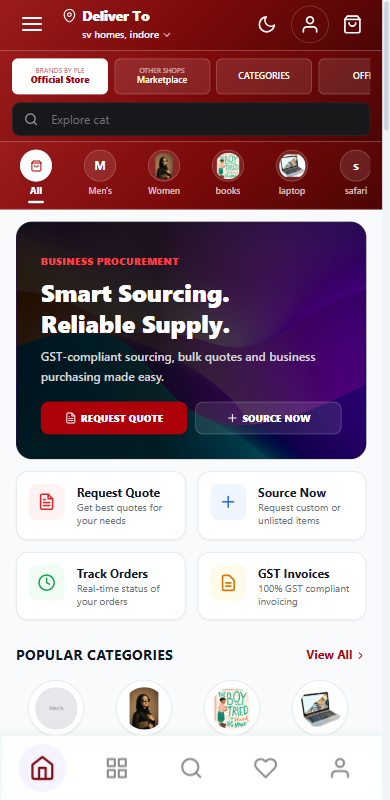 Deliver To
sv homes, indore
BRANDS BY PLE
Official Store
OTHER SHOPS
Marketplace
CATEGORIES
OFF
Explore cat
M
s
All
Men's
Women
books
laptop
safari
BUSINESS PROCUREMENT
Smart Sourcing.
Reliable Supply.
GST-compliant sourcing, bulk quotes and business
purchasing made easy.
REQUEST QUOTE
SOURCE NOW
Request Quote
Get best quotes for
your needs
Source Now
Request custom or
unlisted items
Track Orders
Real-time status of
your orders
GST Invoices
100% GST compliant
invoicing
POPULAR CATEGORIES
View All
THE BOY
TRIED